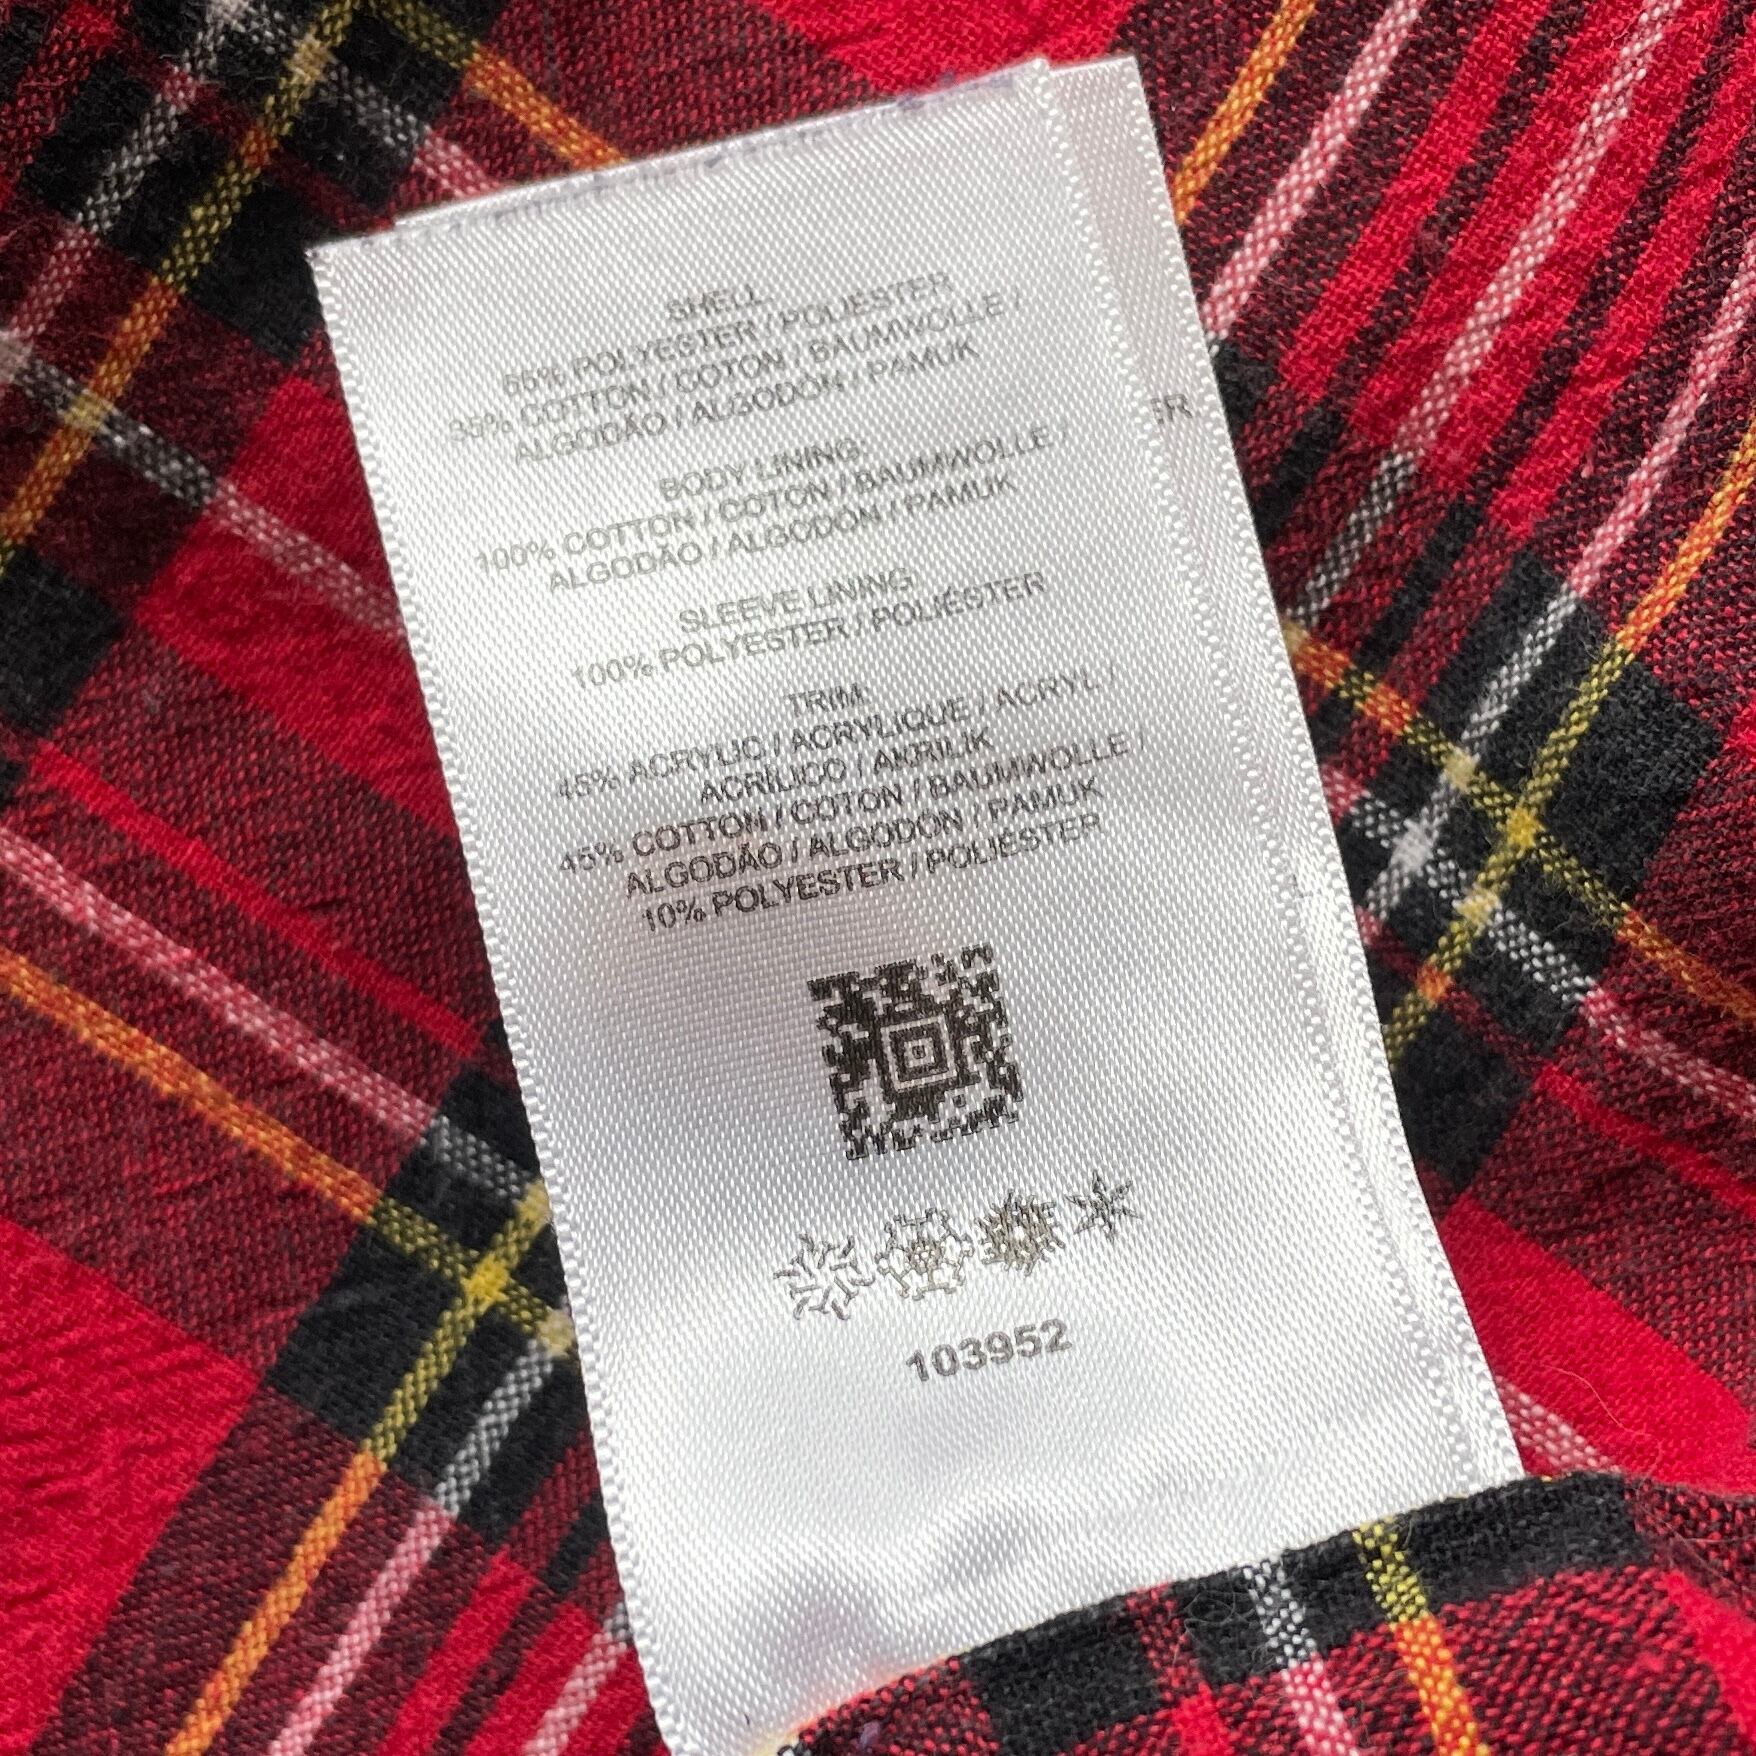 SHELL:
65% POLYESTER / POLIÉSTER
35% COTTON / COTON / BAUMWOLLE /
ALGODÃO / ALGODÓN / PAMUK
BODY LINING:
100% COTTON / COTON / BAUMWOLLE /
ALGODÃO / ALGODÓN / PAMUK
SLEEVE LINING:
100% POLYESTER / POLIÉSTER
TRIM:
45% ACRYLIC / ACRYLIQUE / ACRYL /
ACRÍLICO / AKRILIK
45% COTTON / COTON / BAUMWOLLE /
ALGODÃO / ALGODÓN / PAMUK
10% POLYESTER / POLIÉSTER
103952